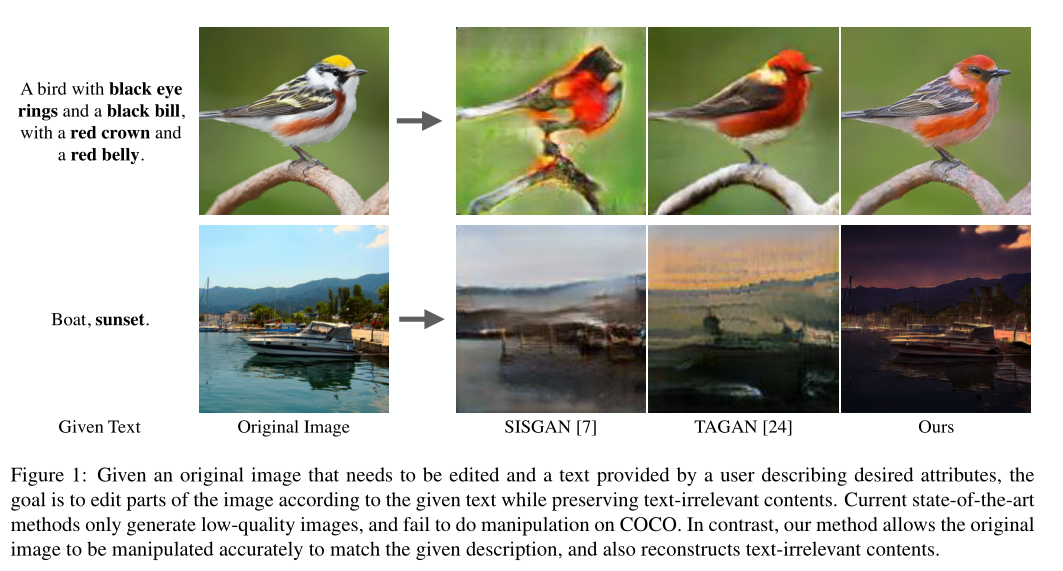 A bird with black eye
rings and a black bill,
with a red crown and
a red belly.
Boat, sunset.
Given Text
Original Image
SISGAN [7]
TAGAN [24]
Ours
Figure 1: Given an original image that needs to be edited and a text provided by a user describing desired attributes, the
goal is to edit parts of the image according to the given text while preserving text-irrelevant contents. Current state-of-the-art
methods only generate low-quality images, and fail to do manipulation on COCO. In contrast, our method allows the original
image to be manipulated accurately to match the given description, and also reconstructs text-irrelevant contents.